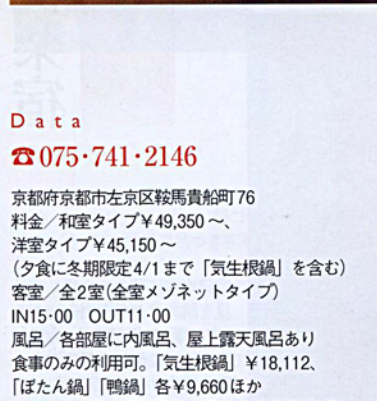 Data
☎075・741・2146
京都府京都市左京区鞍馬貴船町76
料金／和室タイプ￥49,350～、
洋室タイプ￥45,150～
(夕食に冬期限定4/1まで「気生根鍋」を含む)
客室／全2室(全室メゾネットタイプ)
IN15・00 OUT11・00
風呂／各部屋に内風呂、屋上露天風呂あり
食事のみの利用可。「気生根鍋」￥18,112、
「ぼたん鍋」「鴨鍋」各￥9,660ほか